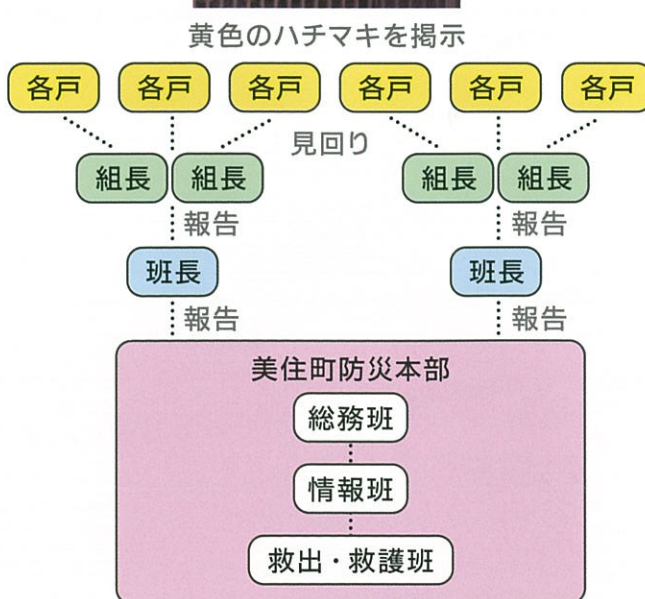 黄色のハチマキを掲示
各戸 各戸 各戸 各戸 各戸 各戸
見回り
組長 組長 組長 組長
報告 報告
班長 班長
報告 報告
美住町防災本部
総務班
情報班
救出・救護班